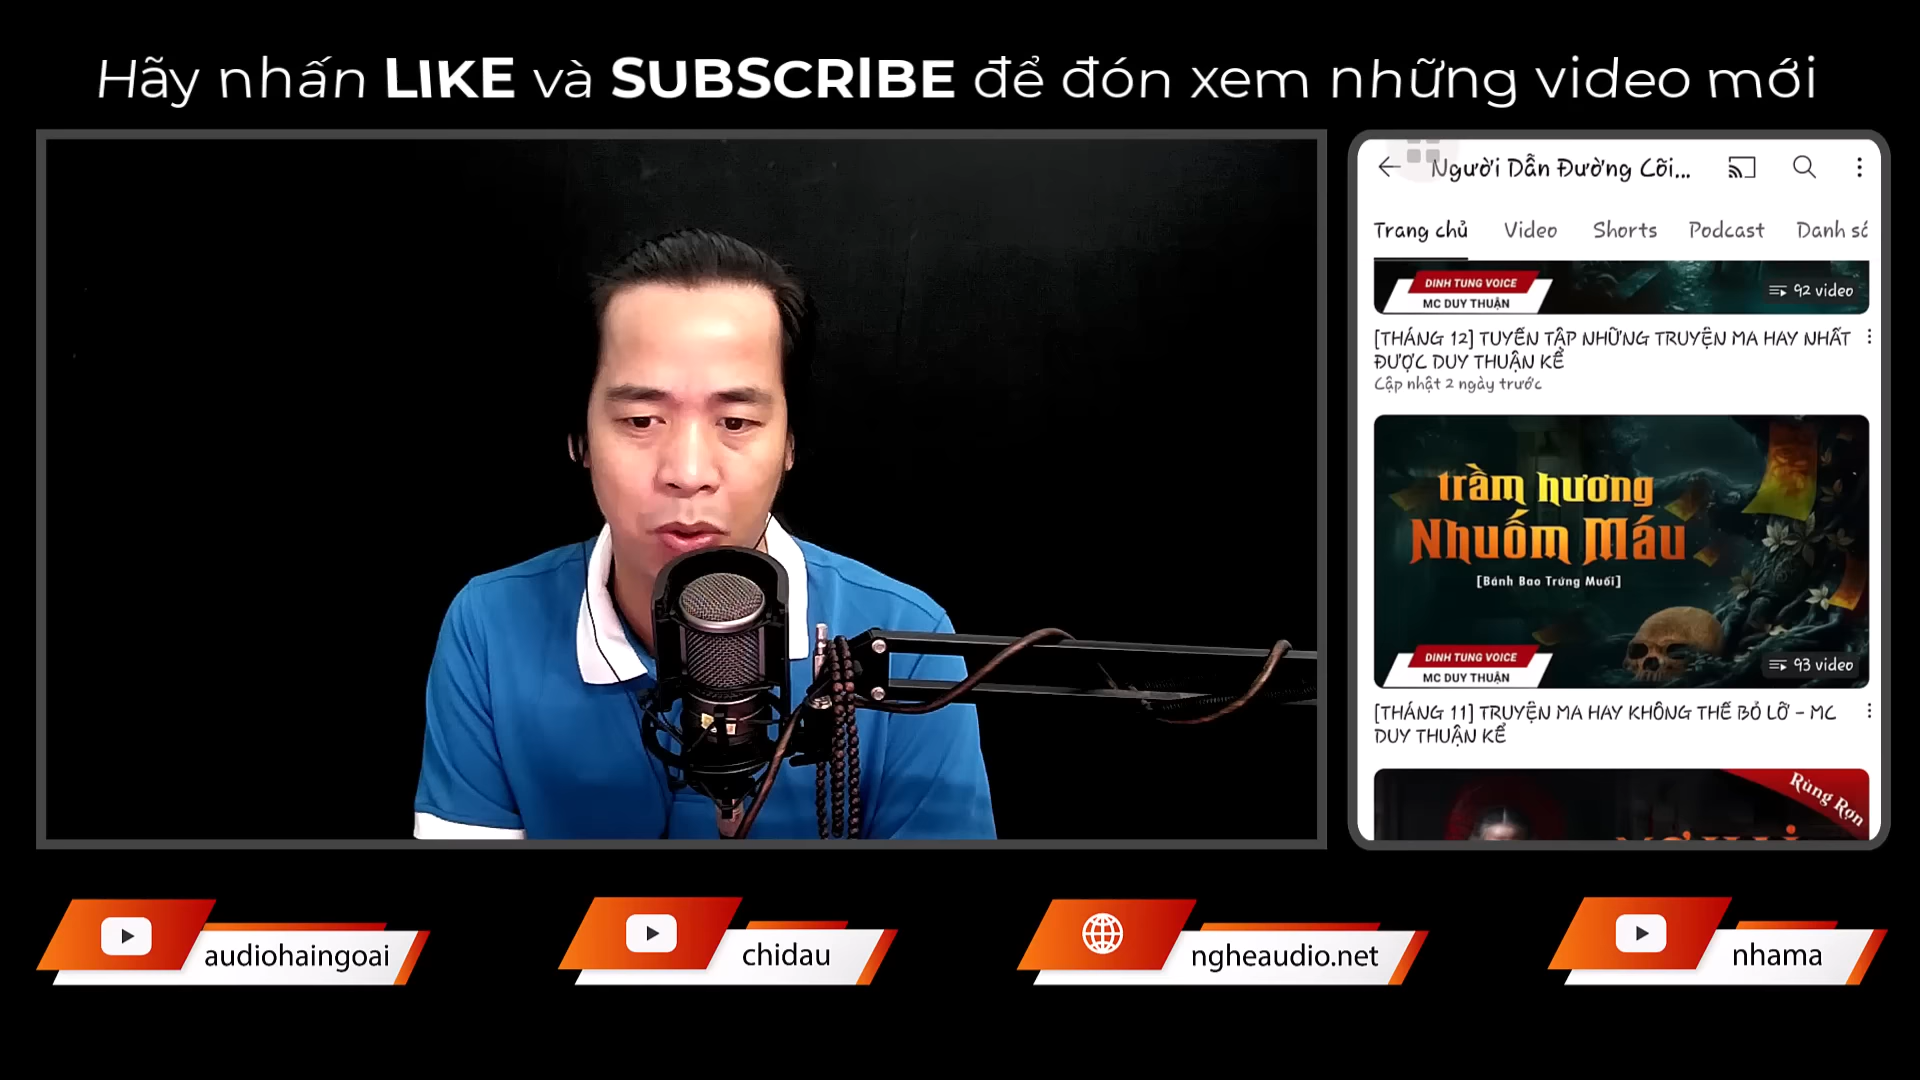 Hãy nhấn LIKE và SUBSCRIBE để đón xem những video mới
Người Dẫn Đường Cõi...
Trang chủ Video Shorts Podcast Danh sá
DINH TUNG VOICE
MC DUY THUẬN
92 video
[THÁNG 12] TUYỂN TẬP NHỮNG TRUYỆN MA HAY NHẤT
ĐƯỢC DUY THUẬN KỂ
Cập nhật 2 ngày trước
trầm hương
Nhuốm Máu
[Bánh Bao Trứng Muối]
DINH TUNG VOICE
MC DUY THUẬN
93 video
[THÁNG 11] TRUYỆN MA HAY KHÔNG THỂ BỎ LỠ - MC
DUY THUẬN KỂ
Rùng Rợn
audiohaingoai
chidau
ngheaudio.net
nhama